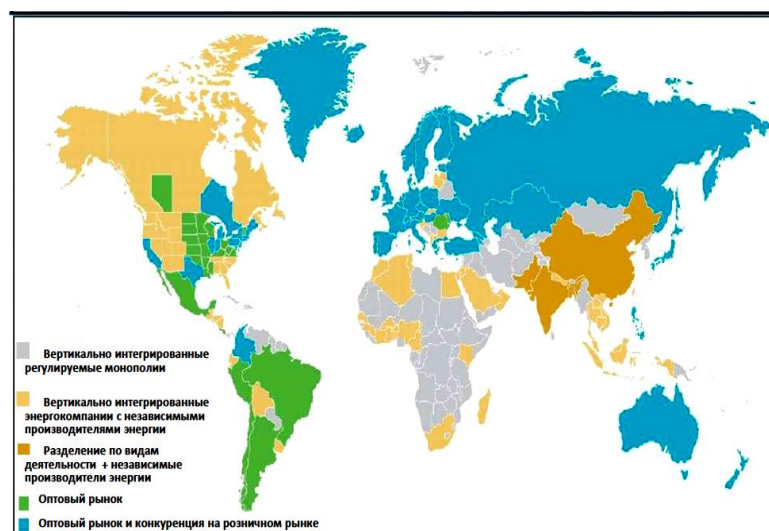 Вертикально интегрированные
регулируемые монополии
Вертикально интегрированные
энергокомпании с независимыми
производителями энергии
Разделение по видам
деятельности + независимые
производители энергии
Оптовый рынок
Оптовый рынок и конкуренция на розничном рынке